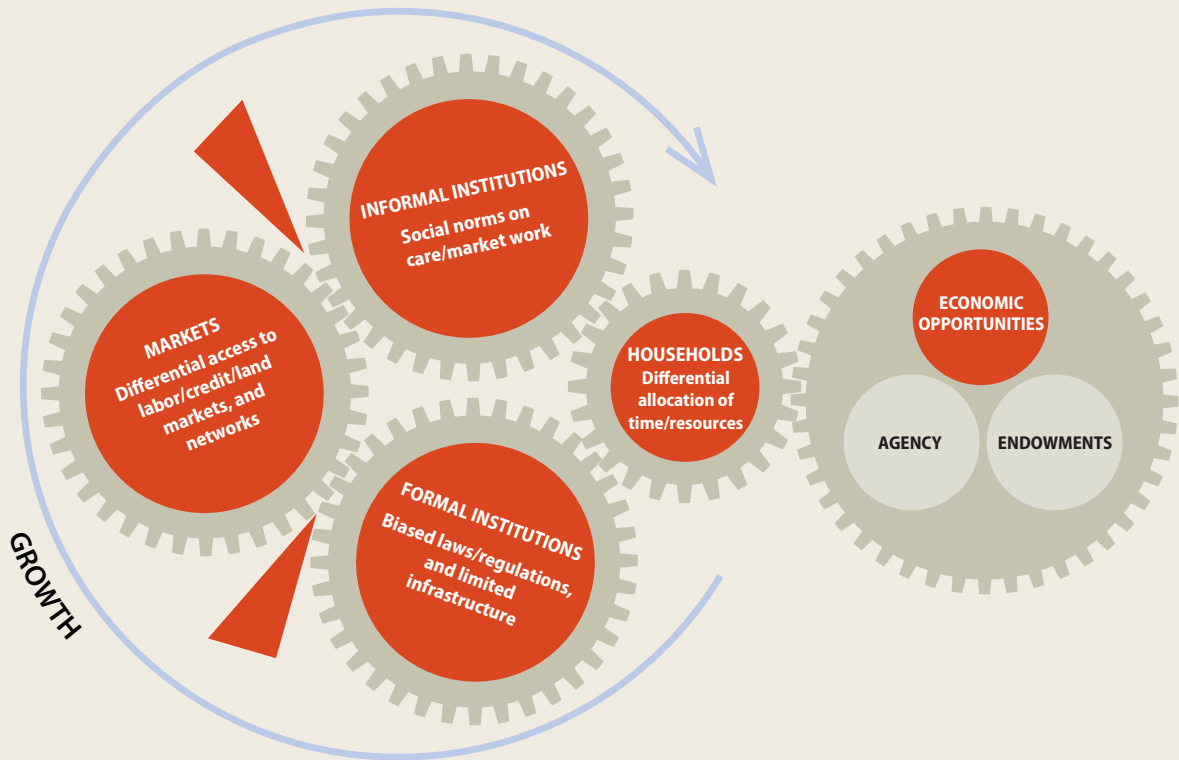 INFORMAL INSTITUTIONS
Social norms on
care/market work
MARKETS
Differential access to
labor/credit/land
markets, and
networks
HOUSEHOLDS
Differential
allocation of
time/resources
ECONOMIC
OPPORTUNITIES
AGENCY
ENDOWMENTS
FORMAL INSTITUTIONS
Biased laws/regulations,
and limited
infrastructure
GROWTH